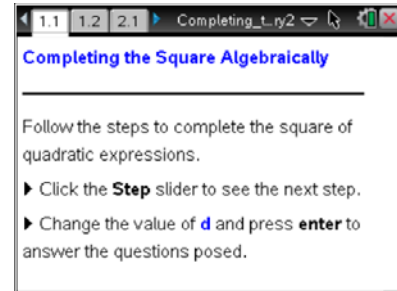 1.1 1.2 2.1 Completing_t...ry2
Completing the Square Algebraically
Follow the steps to complete the square of
quadratic expressions.
▶ Click the Step slider to see the next step.
▶ Change the value of d and press enter to
answer the questions posed.